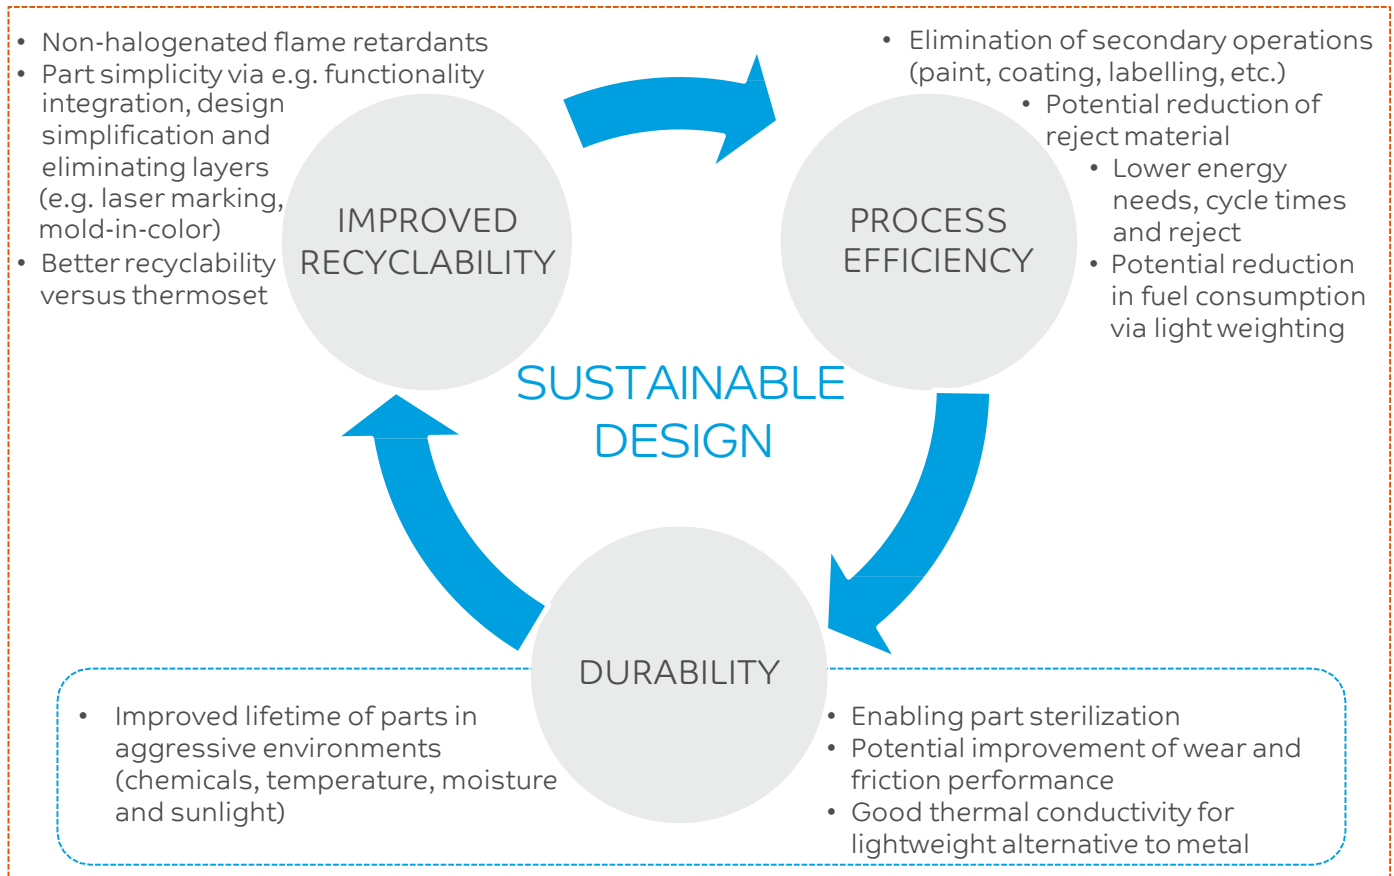 • Non-halogenated flame retardants
• Part simplicity via e.g. functionality
integration, design
simplification and
eliminating layers
(e.g. laser marking,
mold-in-color)
• Better recyclability
versus thermoset
IMPROVED
RECYCLABILITY
• Elimination of secondary operations
(paint, coating, labelling, etc.)
• Potential reduction of
reject material
• Lower energy
needs, cycle times
and reject
• Potential reduction
in fuel consumption
via light weighting
PROCESS
EFFICIENCY
SUSTAINABLE
DESIGN
DURABILITY
• Improved lifetime of parts in
aggressive environments
(chemicals, temperature, moisture
and sunlight)
• Enabling part sterilization
• Potential improvement of wear and
friction performance
• Good thermal conductivity for
lightweight alternative to metal